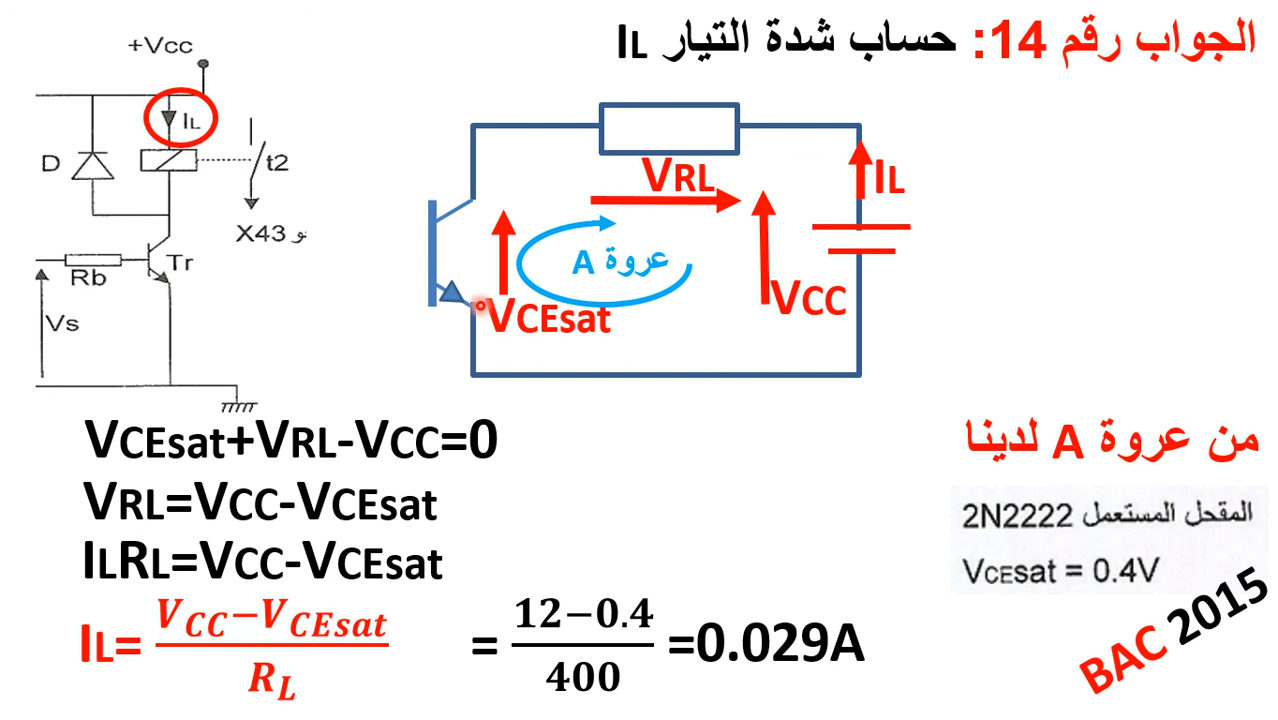 الجواب رقم 14: حساب شدة التيار IL
+Vcc
IL
D
t2
X43 نو
Tr
Rb
Vs
VRL
IL
عروة A
VCC
VCEsat
من عروة A لدينا
VCEsat+VRL-VCC=0
VRL=VCC-VCEsat
ILRL=VCC-VCEsat
IL= (VCC−VCEsat)/RL = (12−0.4)/400 =0.029A
المقحل المستعمل 2N2222
VCEsat = 0.4V
BAC 2015